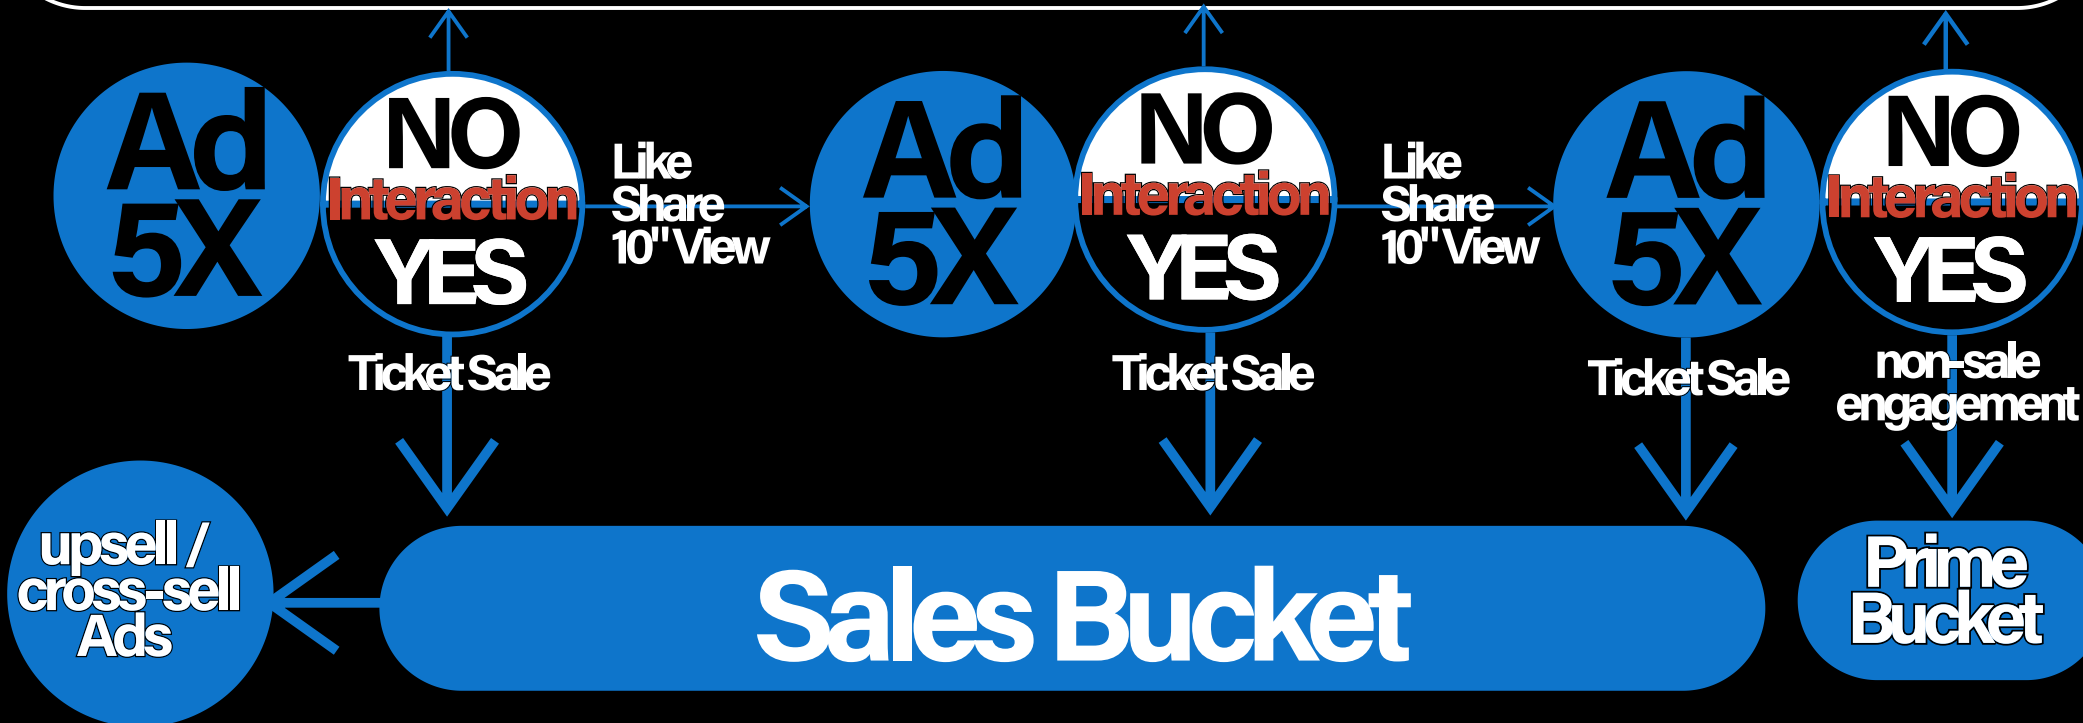 Ad
5X
NO
Interaction
YES
Like
Share
10" View
Ad
5X
NO
Interaction
YES
Like
Share
10" View
Ad
5X
NO
Interaction
YES
Ticket Sale
Ticket Sale
Ticket Sale
non-sale
engagement
upsell /
cross-sell
Ads
Sales Bucket
Prime
Bucket